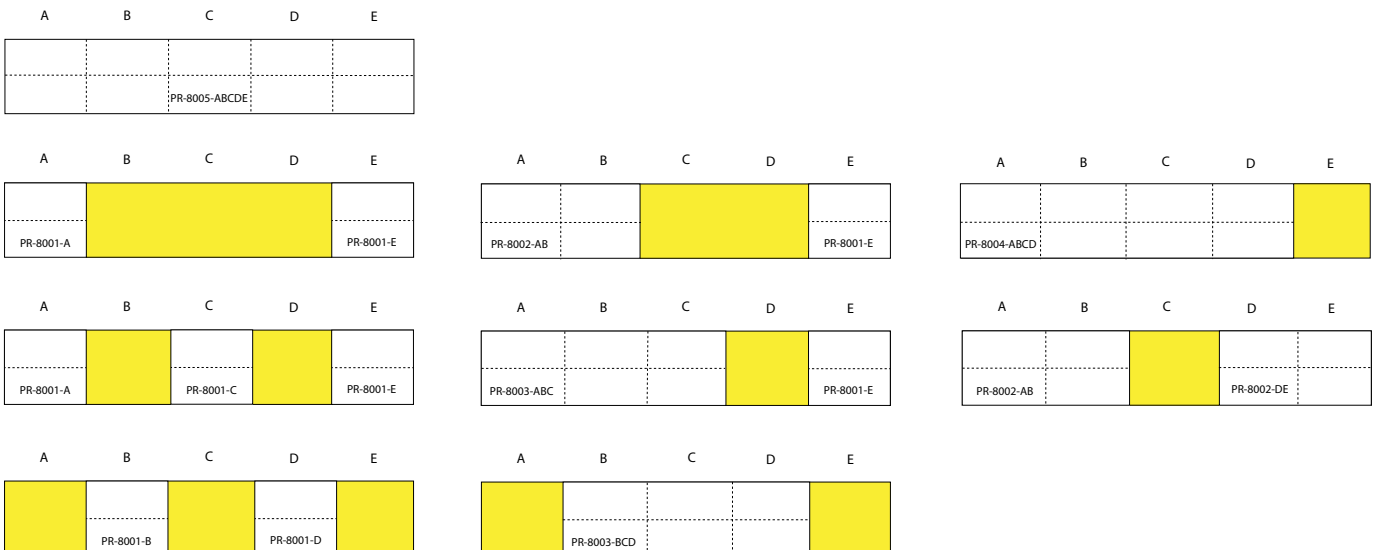 A B C D E
PR-8005-ABCDE
A B C D E
PR-8001-A PR-8001-E
A B C D E
PR-8002-AB PR-8001-E
A B C D E
PR-8004-ABCD
A B C D E
PR-8001-A PR-8001-C PR-8001-E
A B C D E
PR-8003-ABC PR-8001-E
A B C D E
PR-8002-AB PR-8002-DE
A B C D E
PR-8001-B PR-8001-D
A B C D E
PR-8003-BCD